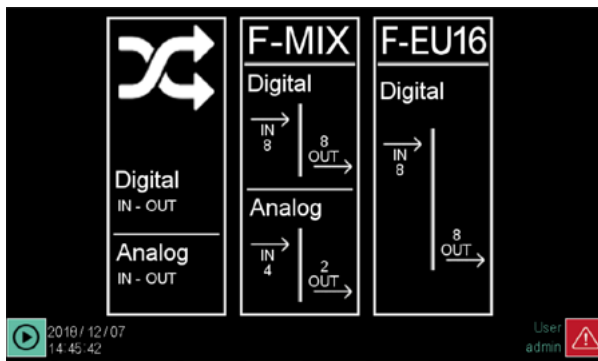 Digital
IN - OUT
Analog
IN - OUT
F-MIX
Digital
IN
8
8
OUT
Analog
IN
4
2
OUT
F-EU16
Digital
IN
8
8
OUT
2018/12/07
14:45:42
User
admin